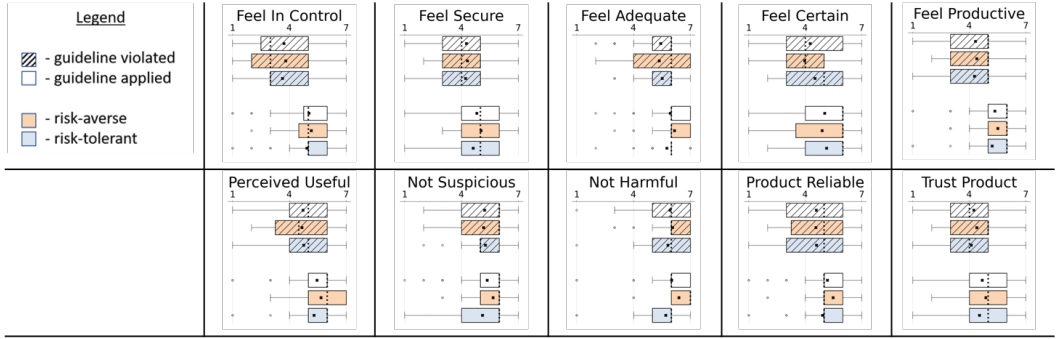 Legend
- guideline violated
- guideline applied
- risk-averse
- risk-tolerant
Feel In Control
1 4 7
Feel Secure
1 4 7
Feel Adequate
1 4 7
Feel Certain
1 4 7
Feel Productive
1 4 7
Perceived Useful
1 4 7
Not Suspicious
1 4 7
Not Harmful
1 4 7
Product Reliable
1 4 7
Trust Product
1 4 7